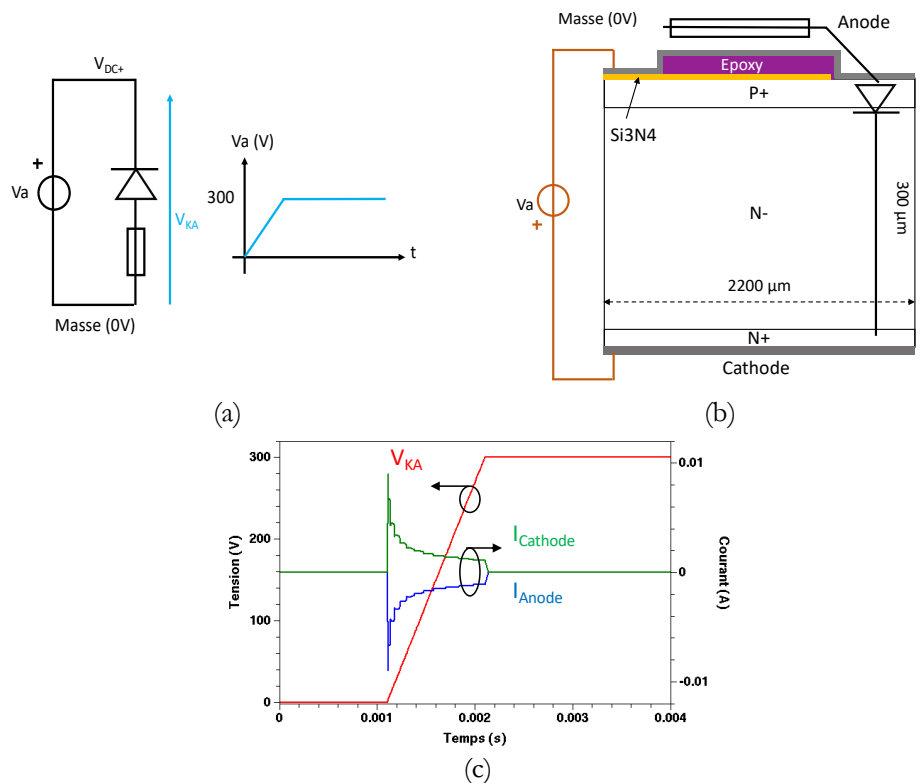 V_DC+
+
Va
V_KA
Masse (0V)
Va (V)
300
t
(a)
Masse (0V)
Anode
Epoxy
P+
Si3N4
Va
+
N-
300 µm
2200 µm
N+
Cathode
(b)
300
200
100
0
Tension (V)
V_KA
I_Cathode
I_Anode
0.01
0
-0.01
Courant (A)
0
0.001
0.002
0.003
0.004
Temps (s)
(c)